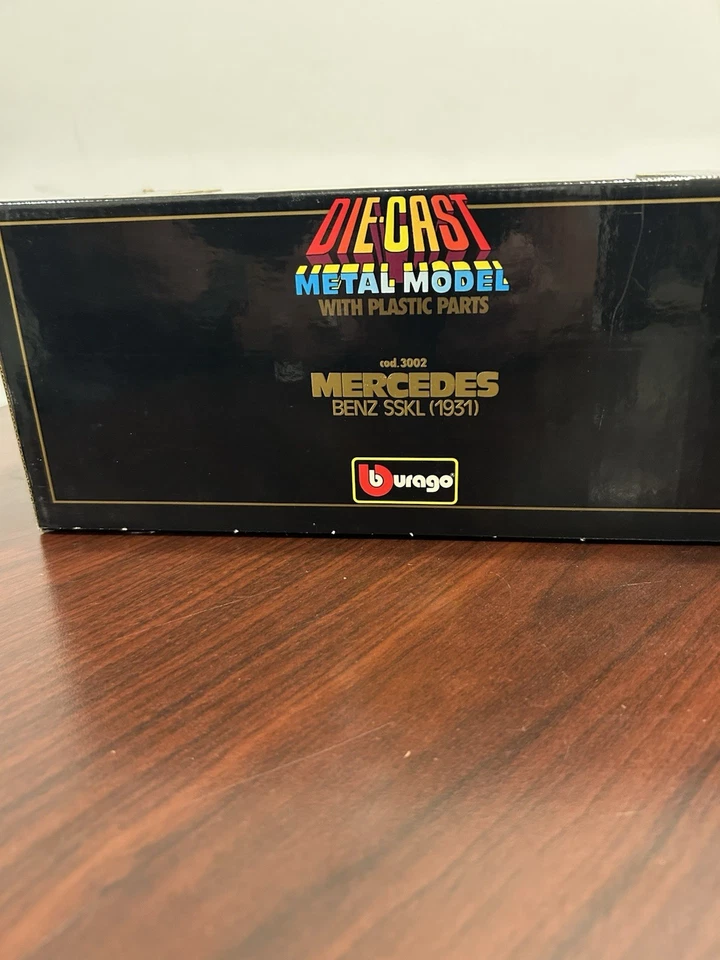 DIE-CAST
METAL MODEL
WITH PLASTIC PARTS
cod.3002
MERCEDES
BENZ SSKL (1931)
burago